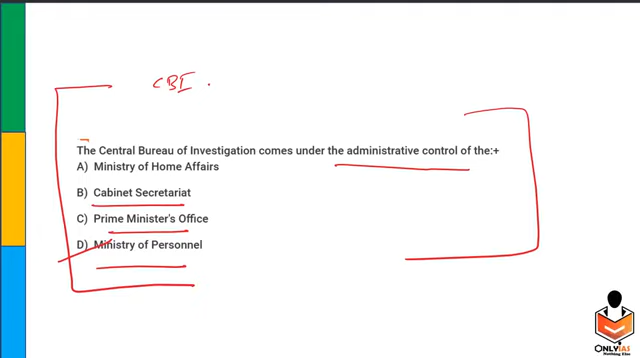 CBI
The Central Bureau of Investigation comes under the administrative control of the:+
A) Ministry of Home Affairs
B) Cabinet Secretariat
C) Prime Minister's Office
D) Ministry of Personnel
ONLYIAS